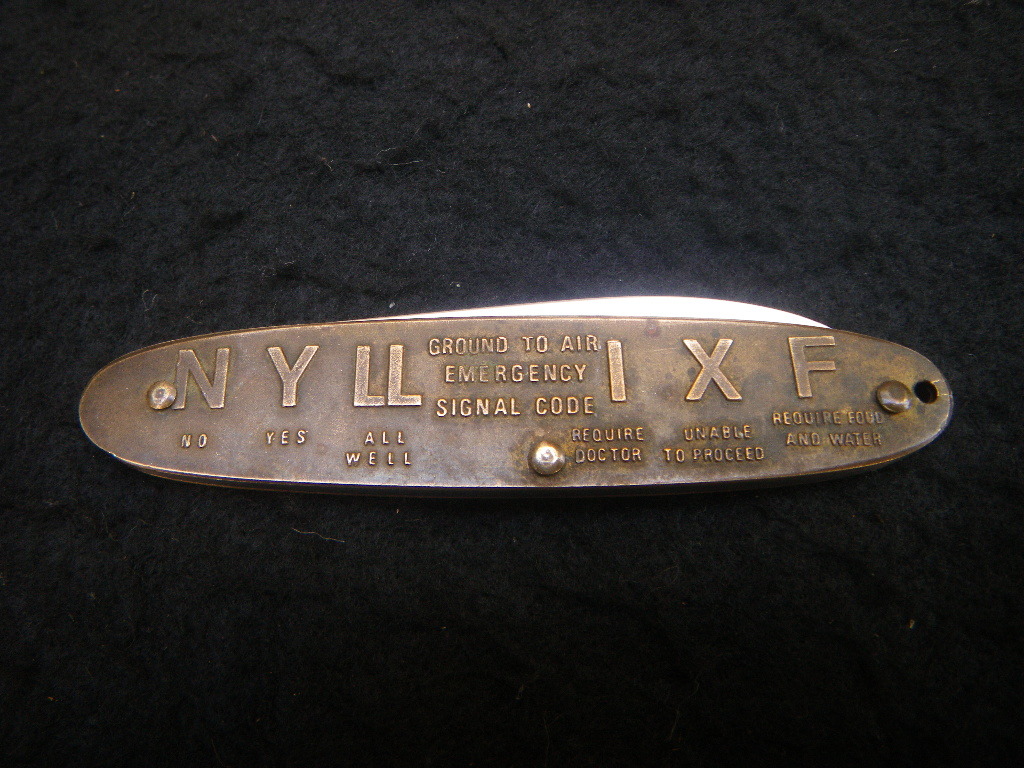 N Y LL I X F
GROUND TO AIR
EMERGENCY
SIGNAL CODE
NO
YES
ALL
WELL
REQUIRE
DOCTOR
UNABLE
TO PROCEED
REQUIRE FOOD
AND WATER